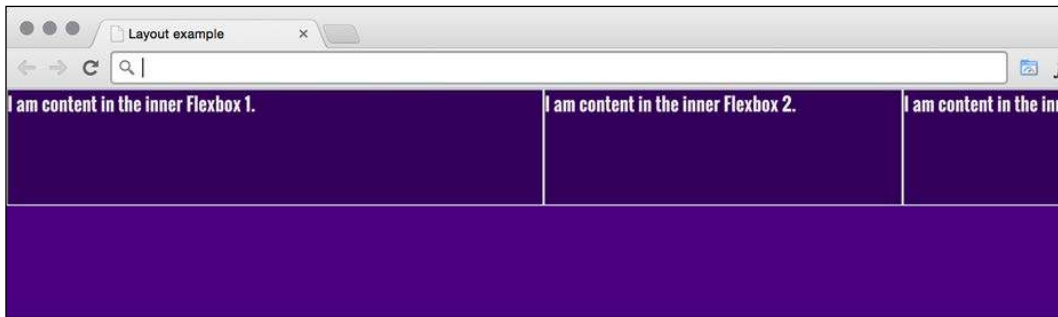 Layout example
I am content in the inner Flexbox 1.
I am content in the inner Flexbox 2.
I am content in the